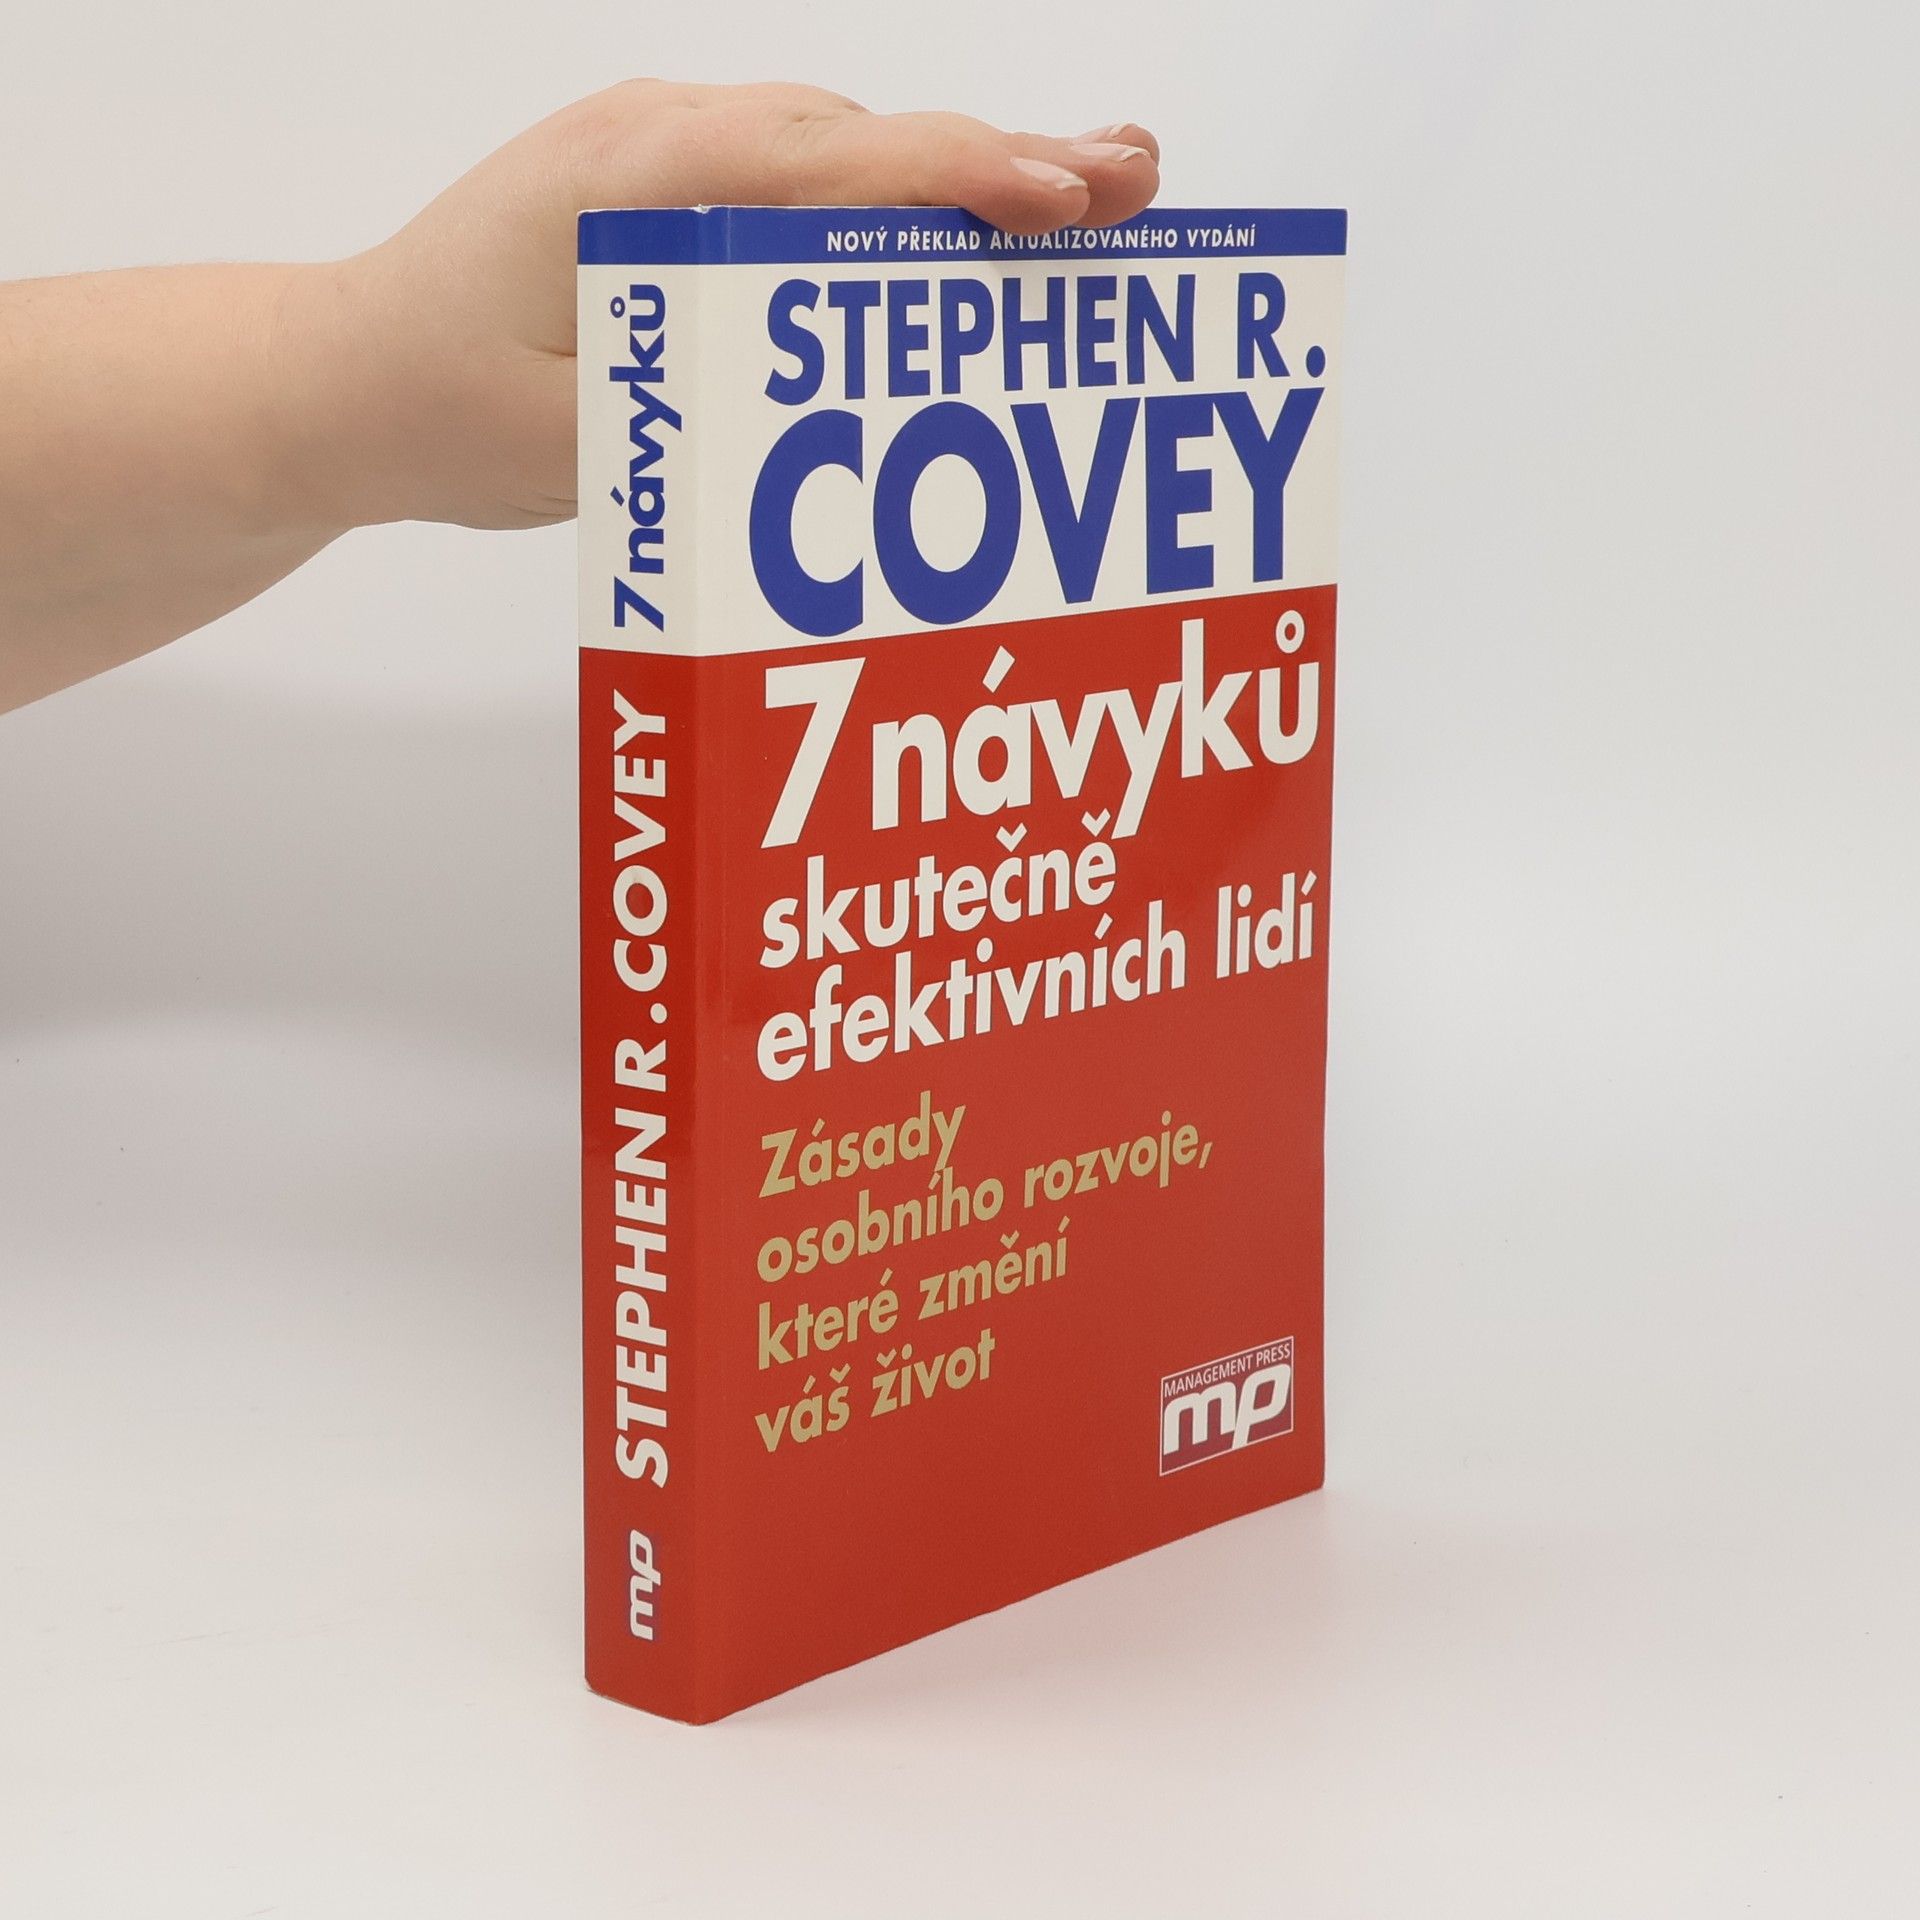 NOVÝ PŘEKLAD AKTUALIZOVANÉHO VYDÁNÍ
STEPHEN R.
COVEY
7 návyků
skutečně
efektivních lidí
Zásady
osobního rozvoje,
které změní
váš život
MANAGEMENT PRESS
mp
7 návyků
STEPHEN R. COVEY
mp